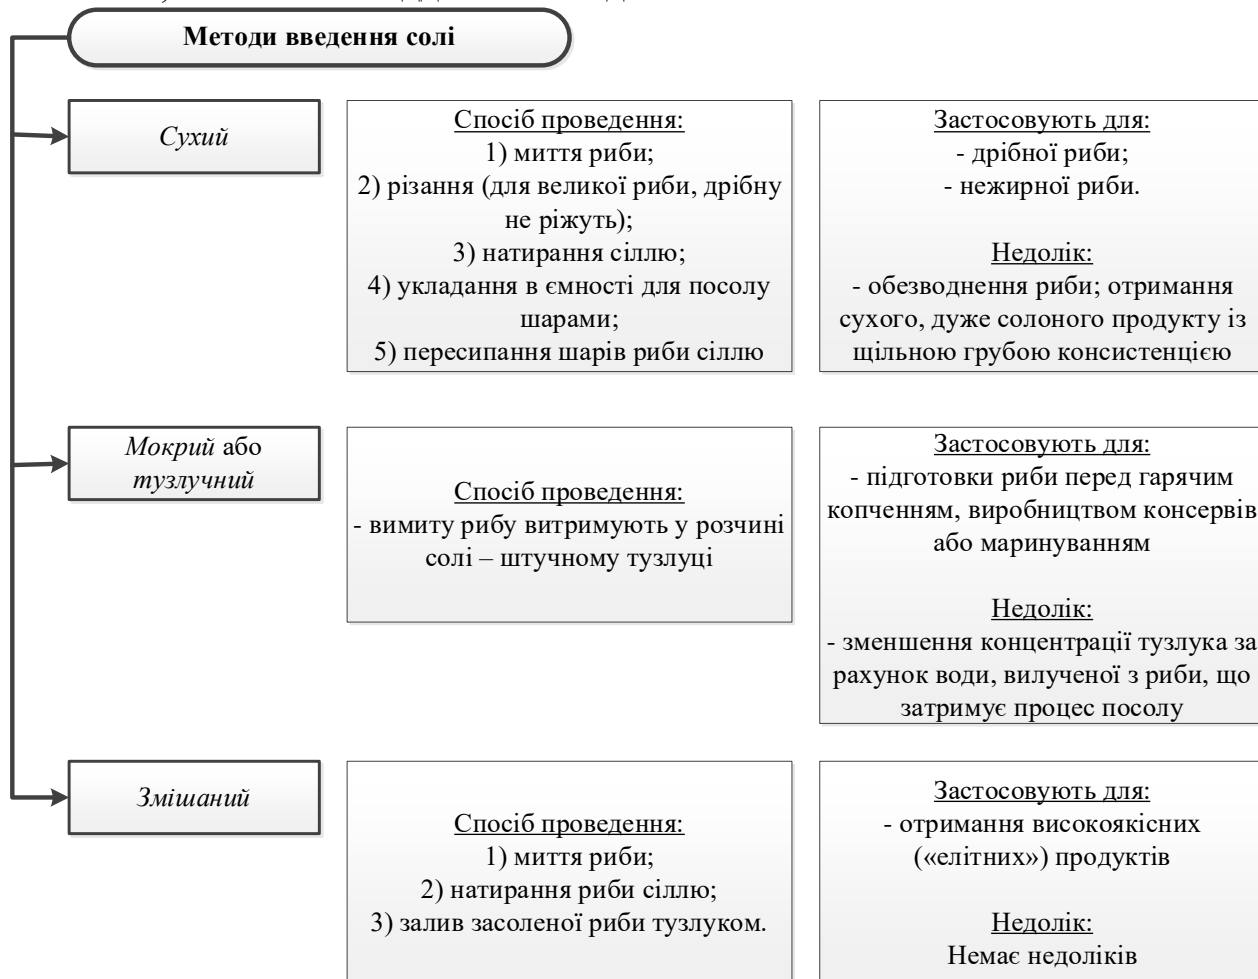 Методи введення солі
Сухий
Спосіб проведення:
1) миття риби;
2) різання (для великої риби, дрібну
не ріжуть);
3) натирання сіллю;
4) укладання в ємності для посолу
шарами;
5) пересипання шарів риби сіллю
Застосовують для:
- дрібної риби;
- нежирної риби.
Недолік:
- обезводнення риби; отримання
сухого, дуже солоного продукту із
щільною грубою консистенцією
Мокрий або
тузлучний
Спосіб проведення:
- вимиту рибу витримують у розчині
солі – штучному тузлуці
Застосовують для:
- підготовки риби перед гарячим
копченням, виробництвом консервів
або маринуванням
Недолік:
- зменшення концентрації тузлука за
рахунок води, вилученої з риби, що
затримує процес посолу
Змішаний
Спосіб проведення:
1) миття риби;
2) натирання риби сіллю;
3) залив засоленої риби тузлуком.
Застосовують для:
- отримання високоякісних
(«елітних») продуктів
Недолік:
Немає недоліків